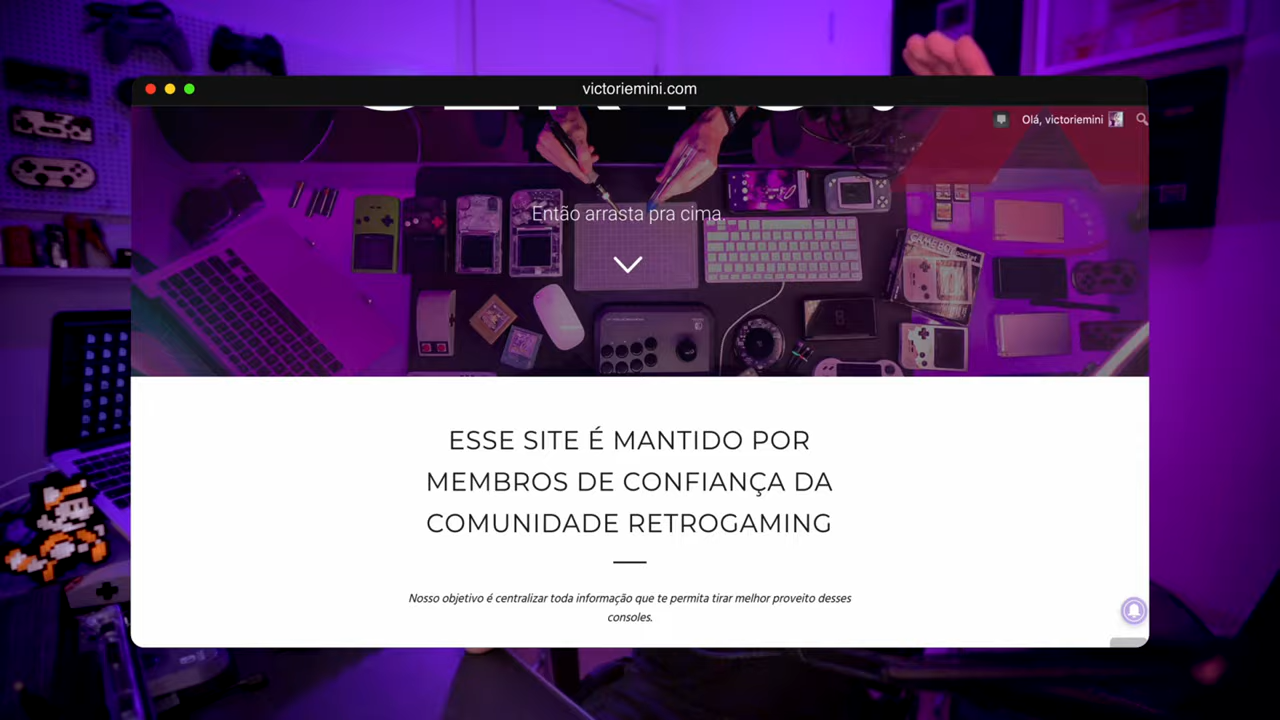 victoriemini.com
Olá, victoriemini
Então arrasta pra cima.
ESSE SITE É MANTIDO POR
MEMBROS DE CONFIANÇA DA
COMUNIDADE RETROGAMING
Nosso objetivo é centralizar toda informação que te permita tirar melhor proveito desses
consoles.